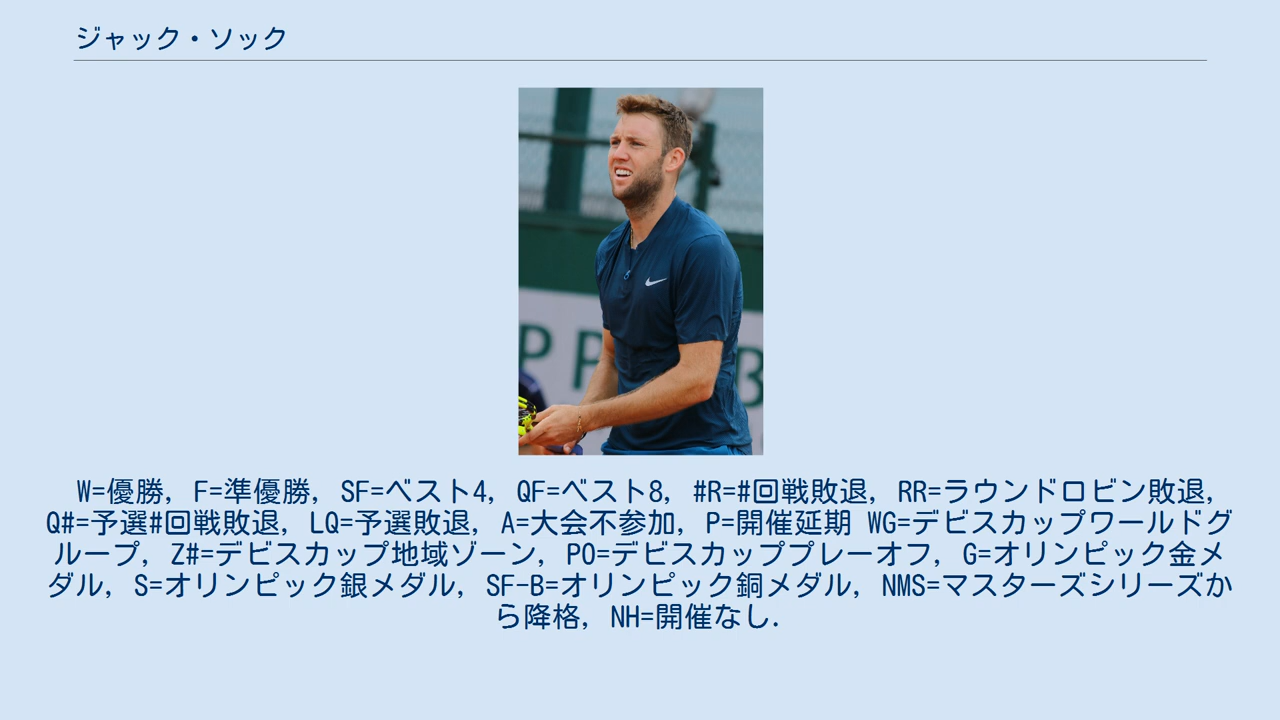 ジャック・ソック
P P B
W=優勝, F=準優勝, SF=ベスト4, QF=ベスト8, #R=#回戦敗退, RR=ラウンドロビン敗退,
Q#=予選#回戦敗退, LQ=予選敗退, A=大会不参加, P=開催延期 WG=デビスカップワールドグ
ループ, Z#=デビスカップ地域ゾーン, PO=デビスカッププレーオフ, G=オリンピック金メ
ダル, S=オリンピック銀メダル, SF-B=オリンピック銅メダル, NMS=マスターズシリーズか
ら降格, NH=開催なし.